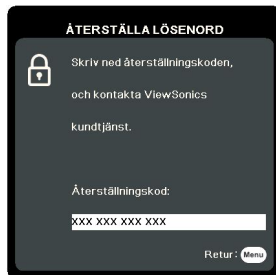 ÅTERSTÄLLA LÖSENORD
Skriv ned återställningskoden,
och kontakta ViewSonics
kundtjänst.
Återställningskod:
xxx xxx xxx xxx
Retur: Menu